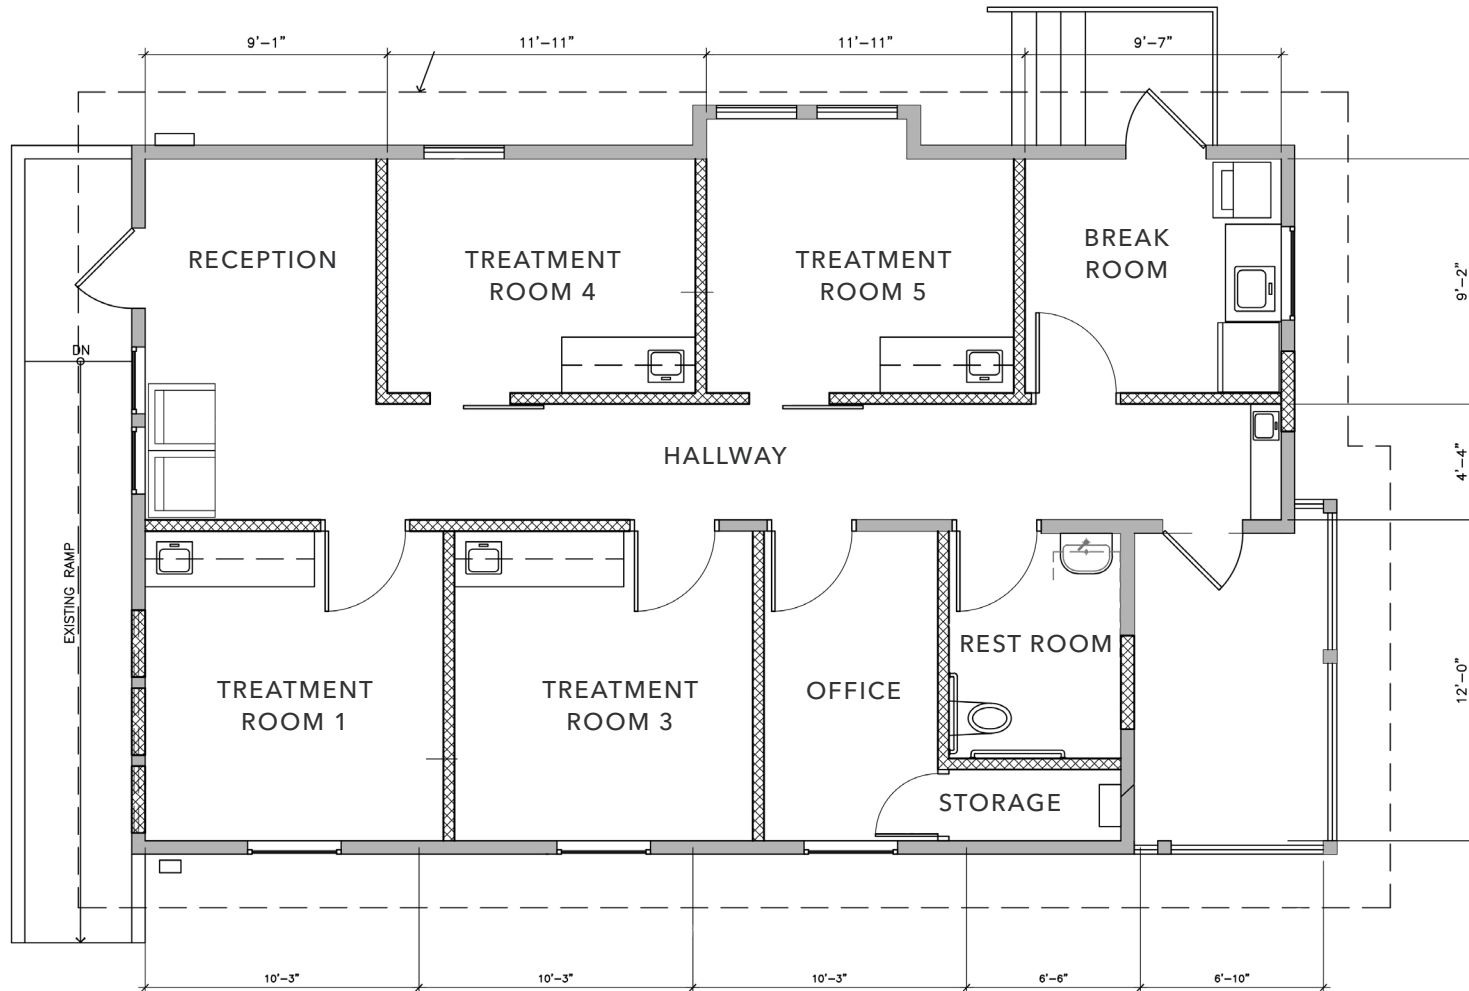 9'-1" 11'-11" 11'-11" 9'-7"
RECEPTION
TREATMENT
ROOM 4
TREATMENT
ROOM 5
BREAK
ROOM
9'-2"
DN
HALLWAY
4'-4"
EXISTING RAMP
TREATMENT
ROOM 1
TREATMENT
ROOM 3
OFFICE
REST ROOM
12'-0"
STORAGE
10'-3" 10'-3" 10'-3" 6'-6" 6'-10"